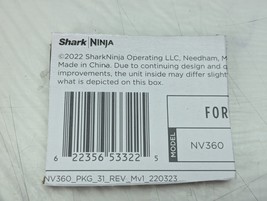 Shark | NINJA
©2022 SharkNinja Operating LLC, Needham, M
Made in China. Due to continuing design and
improvements, the unit inside may differ slight
what is depicted on this box.
FOR
MODEL
NV360
6 22356 53322 5
NV360_PKG_31_REV_Mv1_220323